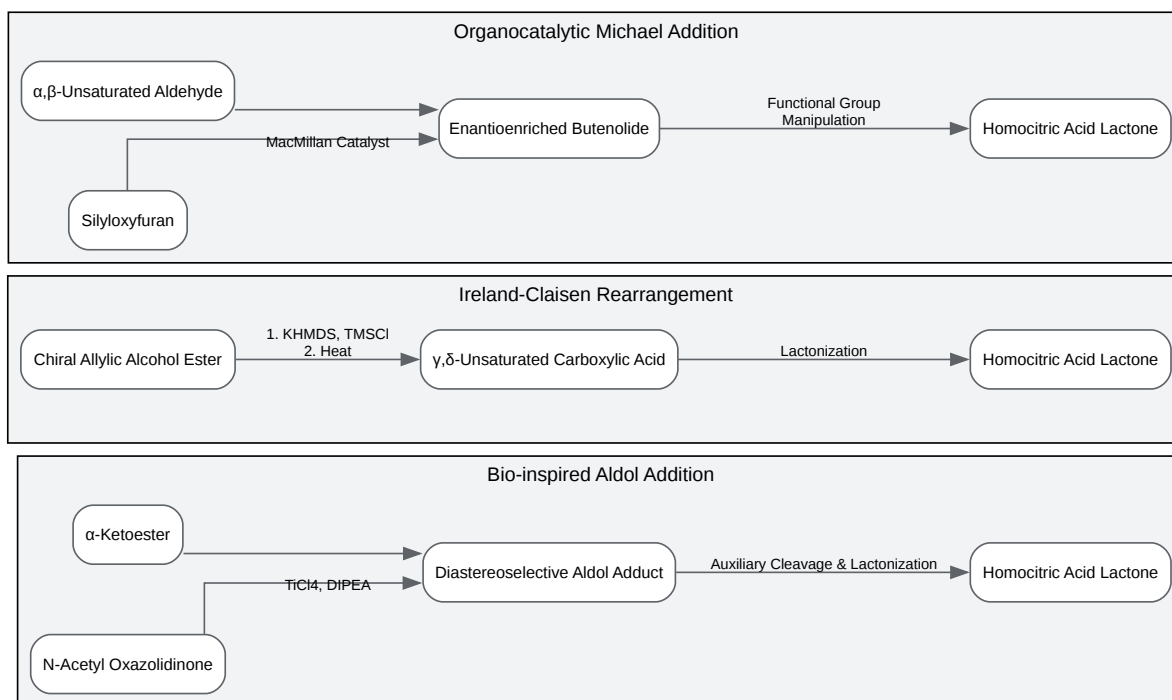 Organocatalytic Michael Addition
α,β-Unsaturated Aldehyde
Silyloxyfuran
MacMillan Catalyst
Enantioenriched Butenolide
Functional Group
Manipulation
Homocitric Acid Lactone
Ireland-Claisen Rearrangement
Chiral Allylic Alcohol Ester
1. KHMDS, TMSCl
2. Heat
γ,δ-Unsaturated Carboxylic Acid
Lactonization
Homocitric Acid Lactone
Bio-inspired Aldol Addition
α-Ketoester
N-Acetyl Oxazolidinone
TiCl4, DIPEA
Diastereoselective Aldol Adduct
Auxiliary Cleavage & Lactonization
Homocitric Acid Lactone